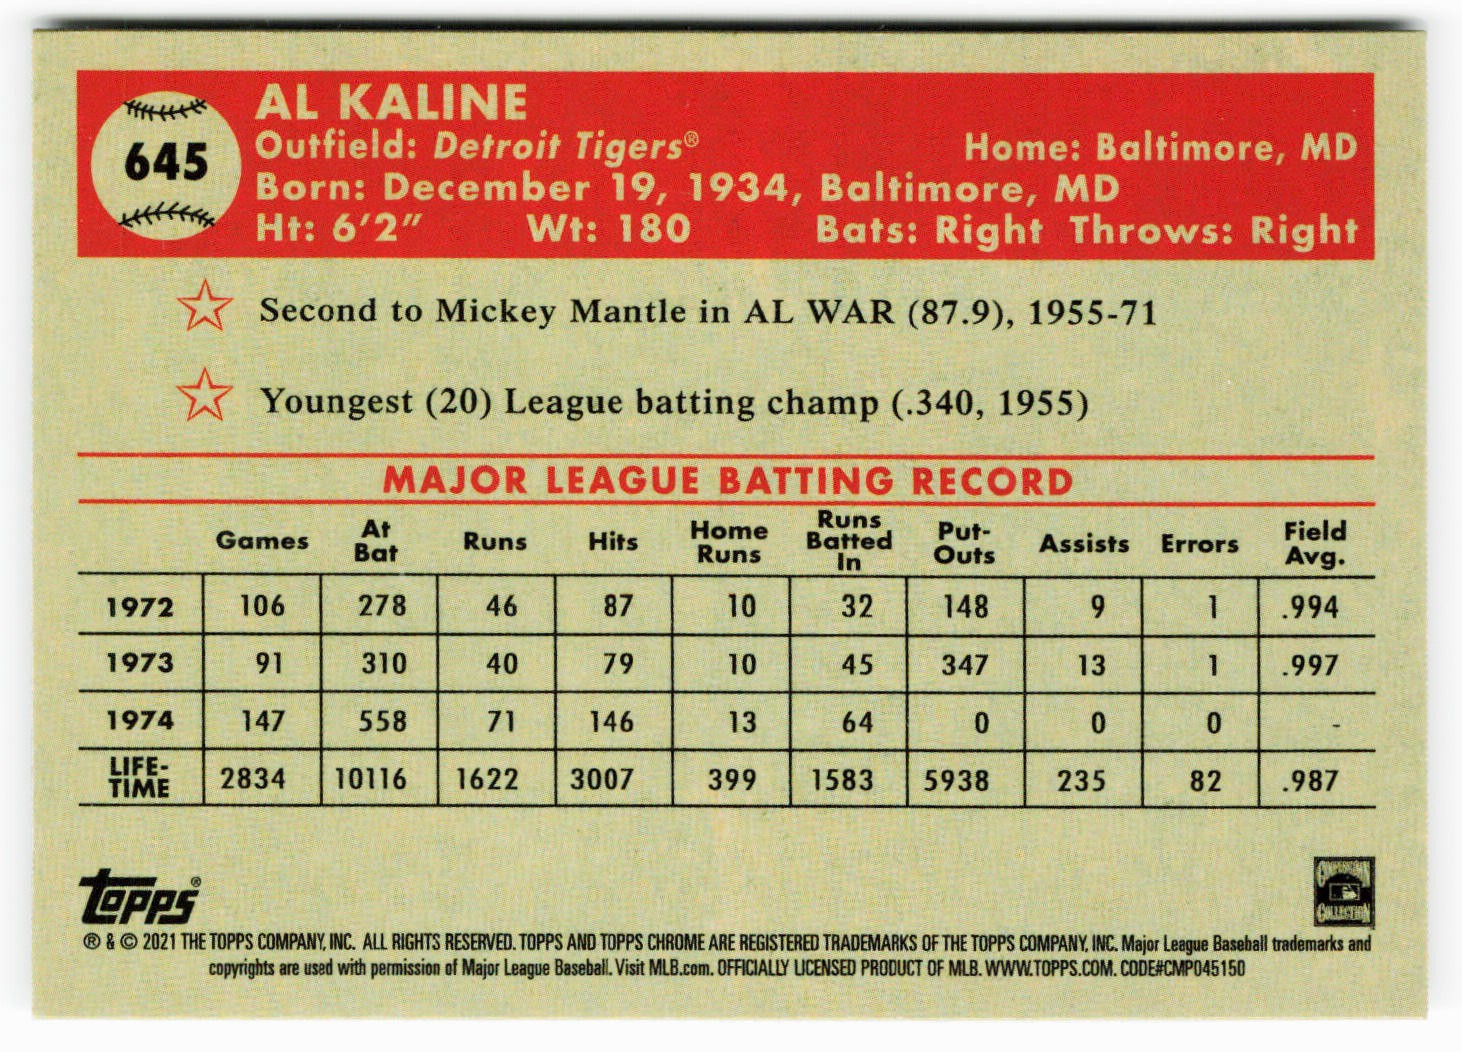 645
AL KALINE
Outfield: Detroit Tigers® Home: Baltimore, MD
Born: December 19, 1934, Baltimore, MD
Ht: 6'2" Wt: 180 Bats: Right Throws: Right
Second to Mickey Mantle in AL WAR (87.9), 1955-71
Youngest (20) League batting champ (.340, 1955)
MAJOR LEAGUE BATTING RECORD
Games At Bat Runs Hits Home Runs Runs Batted In Put-Outs Assists Errors Field Avg.
1972 106 278 46 87 10 32 148 9 1 .994
1973 91 310 40 79 10 45 347 13 1 .997
1974 147 558 71 146 13 64 0 0 0 -
LIFE-TIME 2834 10116 1622 3007 399 1583 5938 235 82 .987
Topps®
COOPERSTOWN COLLECTION
® & © 2021 THE TOPPS COMPANY, INC. ALL RIGHTS RESERVED. TOPPS AND TOPPS CHROME ARE REGISTERED TRADEMARKS OF THE TOPPS COMPANY, INC. Major League Baseball trademarks and
copyrights are used with permission of Major League Baseball. Visit MLB.com. OFFICIALLY LICENSED PRODUCT OF MLB. WWW.TOPPS.COM. CODE#CMP045150